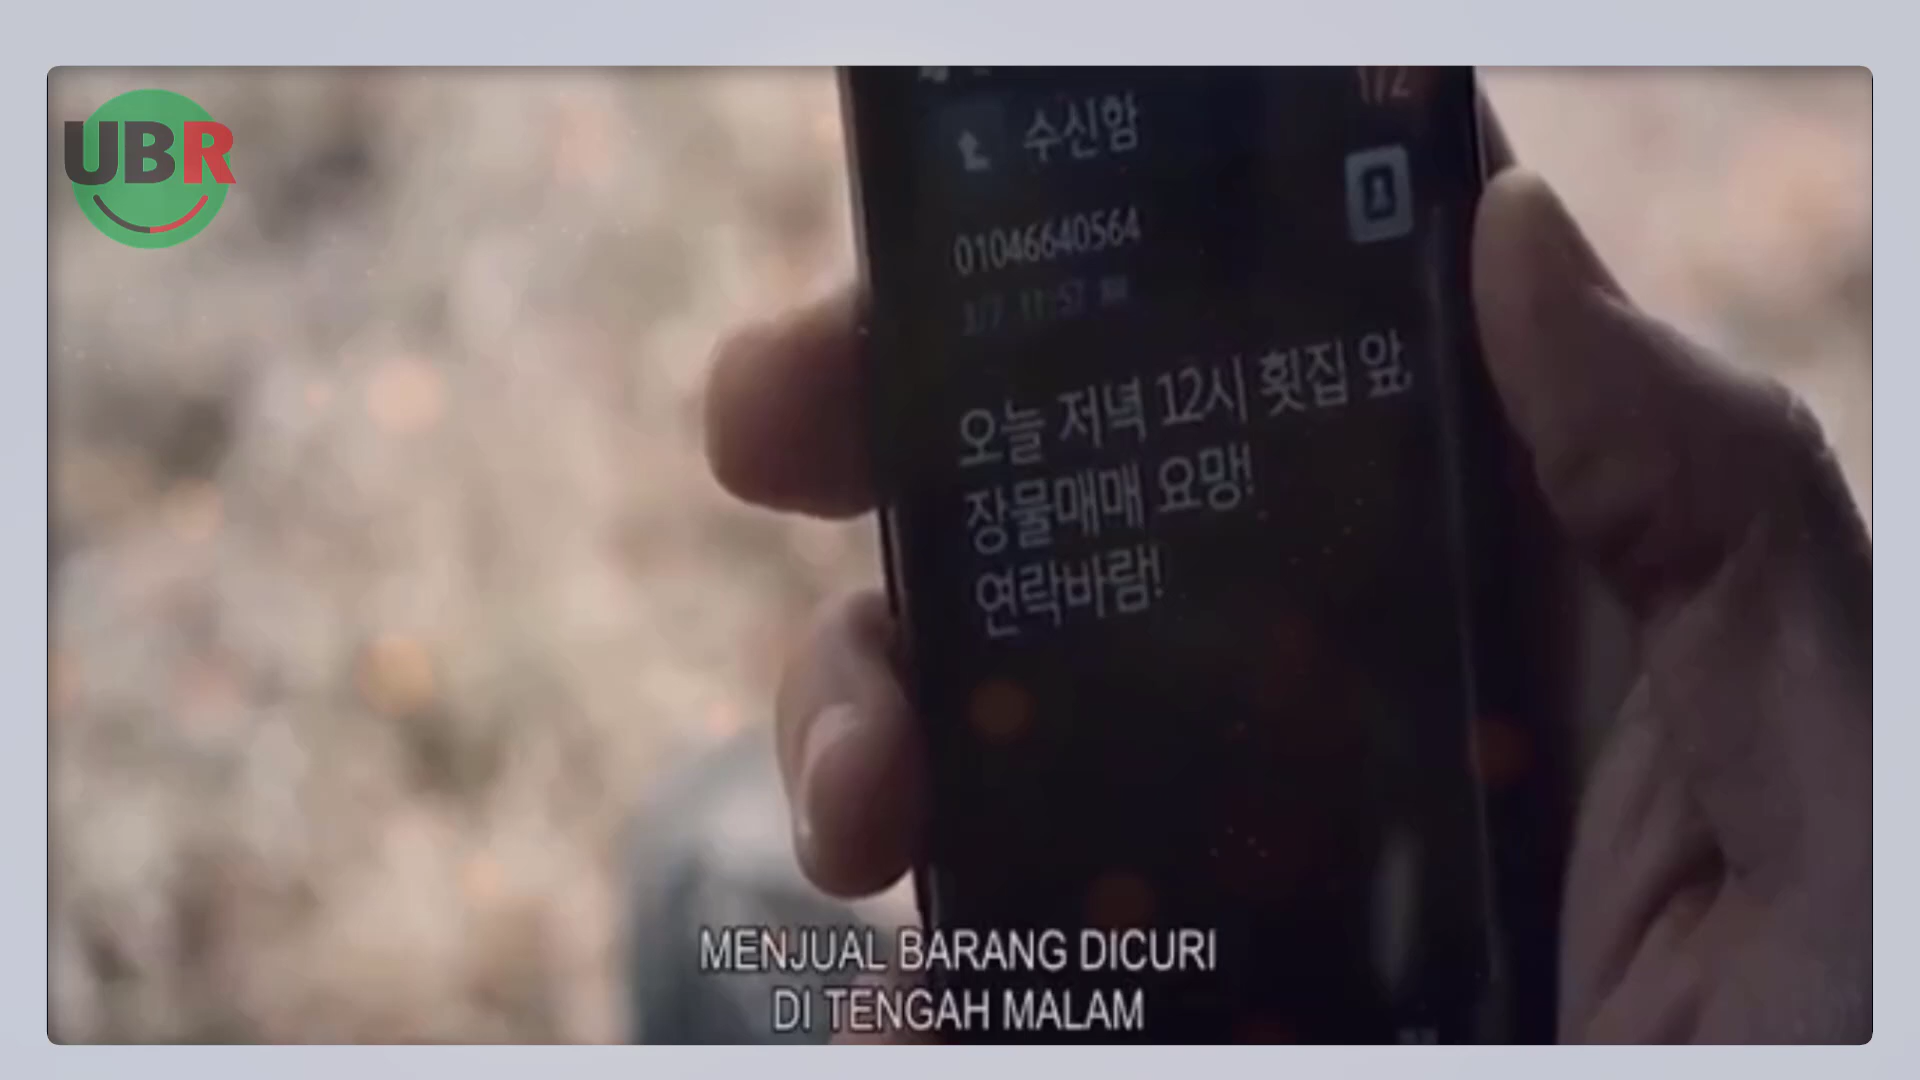 UBR
수신함
1/2
01046640564
오늘 저녁 12시 횟집 앞
장물매매 요망!
연락바람!
MENJUAL BARANG DICURI
DI TENGAH MALAM